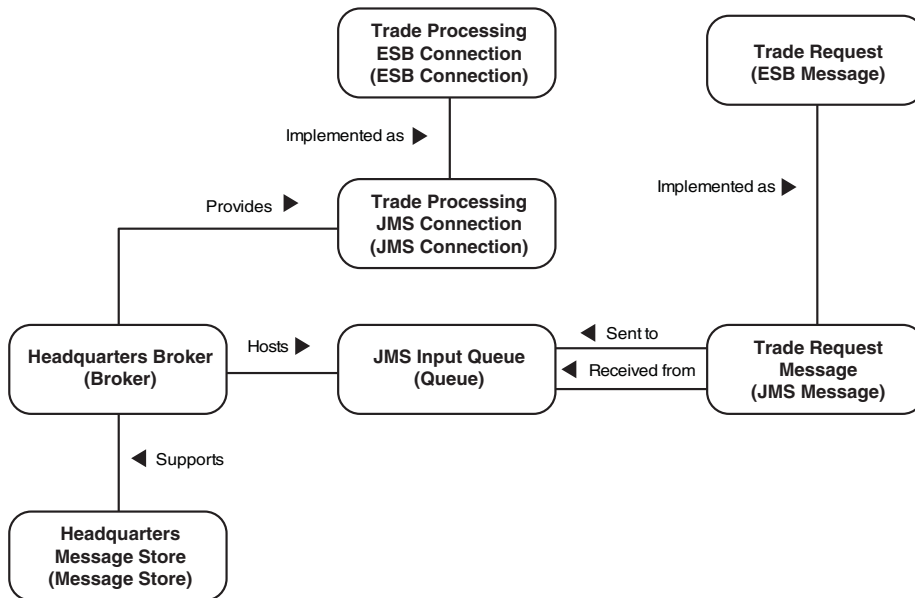 Trade Processing
ESB Connection
(ESB Connection)
Trade Request
(ESB Message)
Implemented as
Implemented as
Provides
Trade Processing
JMS Connection
(JMS Connection)
Headquarters Broker
(Broker)
Hosts
JMS Input Queue
(Queue)
Sent to
Received from
Trade Request
Message
(JMS Message)
Supports
Headquarters
Message Store
(Message Store)